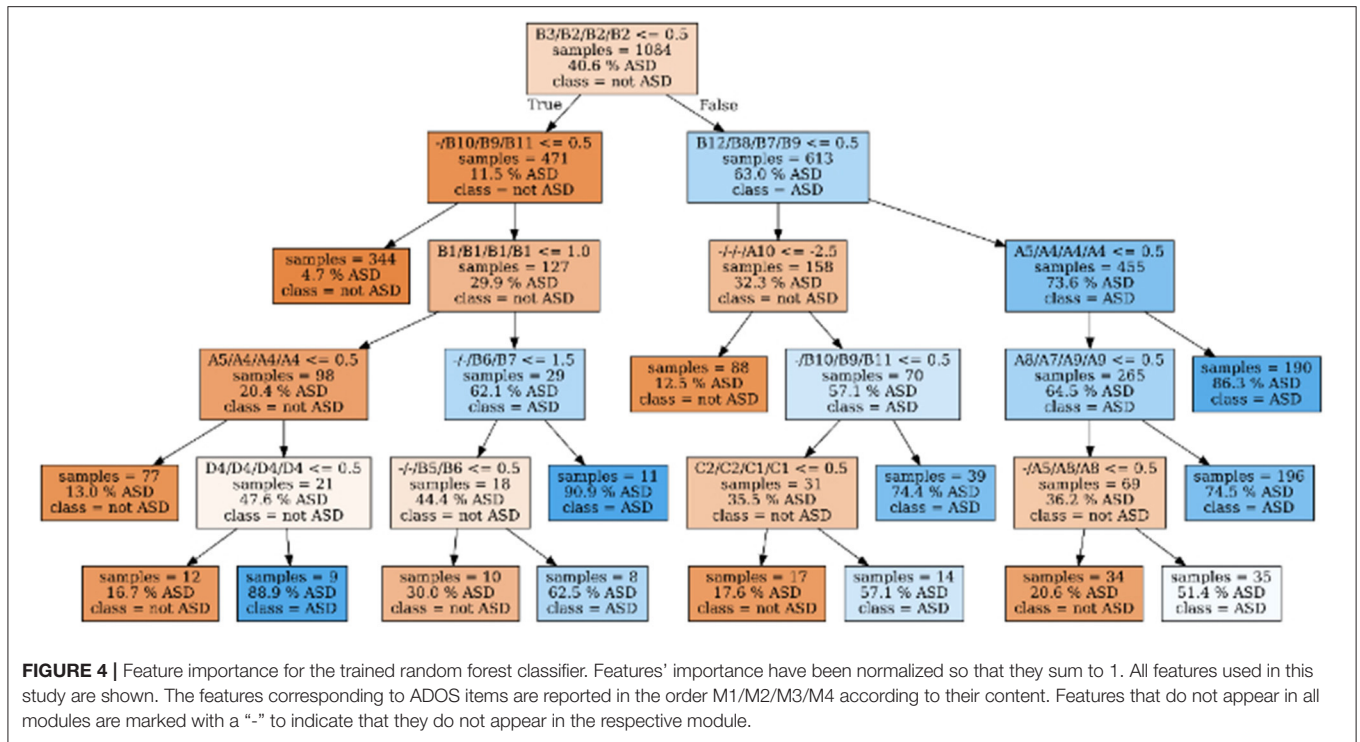 B3/B2/B2/B2 <= 0.5
samples = 1084
40.6 % ASD
class = not ASD
True
False
-/B10/B9/B11 <= 0.5
samples = 471
11.5 % ASD
class = not ASD
B12/B8/B7/B9 <= 0.5
samples = 613
63.0 % ASD
class = ASD
samples = 344
4.7 % ASD
class = not ASD
B1/B1/B1/B1 <= 1.0
samples = 127
29.9 % ASD
class = not ASD
-/-/-/A10 <= -2.5
samples = 158
32.3 % ASD
class = not ASD
A5/A4/A4/A4 <= 0.5
samples = 455
73.6 % ASD
class = ASD
A5/A4/A4/A4 <= 0.5
samples = 98
20.4 % ASD
class = not ASD
-/-/B6/B7 <= 1.5
samples = 29
62.1 % ASD
class = ASD
samples = 88
12.5 % ASD
class = not ASD
-/B10/B9/B11 <= 0.5
samples = 70
57.1 % ASD
class = ASD
A8/A7/A9/A9 <= 0.5
samples = 265
64.5 % ASD
class = ASD
samples = 190
86.3 % ASD
class = ASD
samples = 77
13.0 % ASD
class = not ASD
D4/D4/D4/D4 <= 0.5
samples = 21
47.6 % ASD
class = not ASD
-/-/B5/B6 <= 0.5
samples = 18
44.4 % ASD
class = not ASD
samples = 11
90.9 % ASD
class = ASD
C2/C2/C1/C1 <= 0.5
samples = 31
35.5 % ASD
class = not ASD
samples = 39
74.4 % ASD
class = ASD
-/A5/A8/A8 <= 0.5
samples = 69
36.2 % ASD
class = not ASD
samples = 196
74.5 % ASD
class = ASD
samples = 12
16.7 % ASD
class = not ASD
samples = 9
88.9 % ASD
class = ASD
samples = 10
30.0 % ASD
class = not ASD
samples = 8
62.5 % ASD
class = ASD
samples = 17
17.6 % ASD
class = not ASD
samples = 14
57.1 % ASD
class = ASD
samples = 34
20.6 % ASD
class = not ASD
samples = 35
51.4 % ASD
class = ASD
FIGURE 4 | Feature importance for the trained random forest classifier. Features' importance have been normalized so that they sum to 1. All features used in this
study are shown. The features corresponding to ADOS items are reported in the order M1/M2/M3/M4 according to their content. Features that do not appear in all
modules are marked with a "-" to indicate that they do not appear in the respective module.